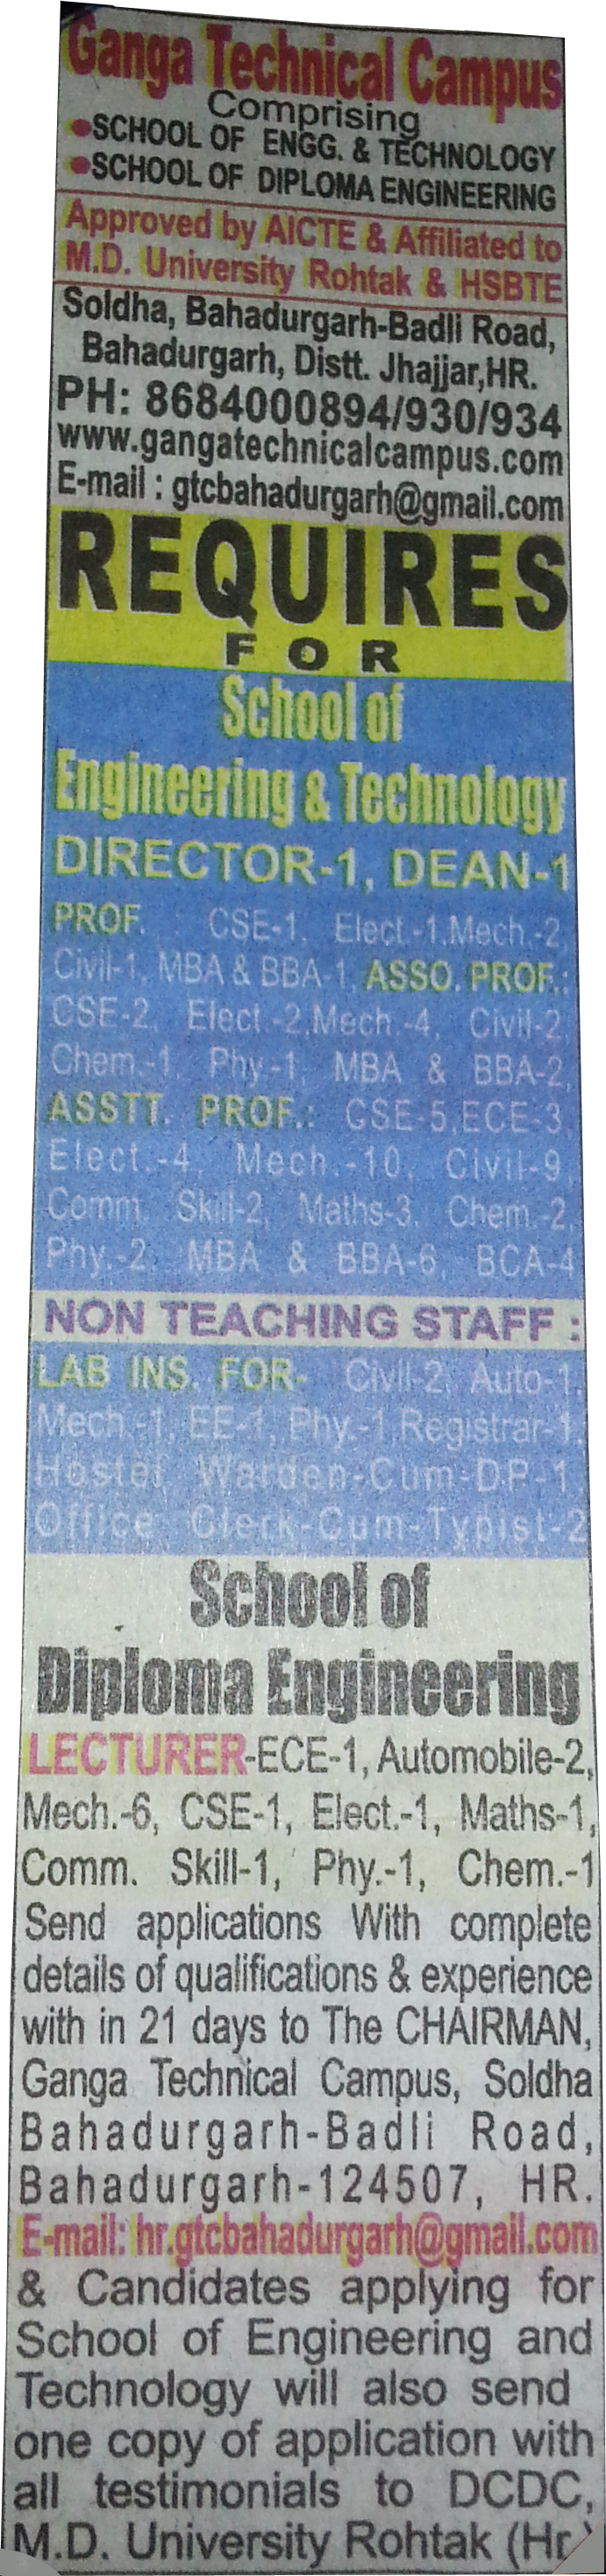 Ganga Technical Campus
Comprising
•SCHOOL OF ENGG. & TECHNOLOGY
•SCHOOL OF DIPLOMA ENGINEERING
Approved by AICTE & Affiliated to
M.D. University Rohtak & HSBTE
Soldha, Bahadurgarh-Badli Road,
Bahadurgarh, Distt. Jhajjar,HR.
PH: 8684000894/930/934
www.gangatechnicalcampus.com
E-mail : gtcbahadurgarh@gmail.com
REQUIRES
FOR
School of
Engineering & Technology
DIRECTOR-1, DEAN-1
PROF. : CSE-1, Elect.-1,Mech.-2,
Civil-1, MBA & BBA-1, ASSO. PROF.:
CSE-2, Elect.-2,Mech.-4, Civil-2,
Chem.-1, Phy.-1, MBA & BBA-2,
ASSTT. PROF.: CSE-5,ECE-3,
Elect.-4, Mech.-10, Civil-9,
Comm. Skill-2, Maths-3, Chem.-2,
Phy.-2, MBA & BBA-6, BCA-4
NON TEACHING STAFF :
LAB INS. FOR- Civil-2, Auto-1,
Mech.-1, EE-1, Phy.-1,Registrar-1,
Hostel Warden-Cum-D.P.-1,
Office Clerk-Cum-Typist-2
School of
Diploma Engineering
LECTURER-ECE-1, Automobile-2,
Mech.-6, CSE-1, Elect.-1, Maths-1,
Comm. Skill-1, Phy.-1, Chem.-1
Send applications With complete
details of qualifications & experience
with in 21 days to The CHAIRMAN,
Ganga Technical Campus, Soldha
Bahadurgarh-Badli Road,
Bahadurgarh-124507, HR.
E-mail: hr.gtcbahadurgarh@gmail.com
& Candidates applying for
School of Engineering and
Technology will also send
one copy of application with
all testimonials to DCDC,
M.D. University Rohtak (Hr.)